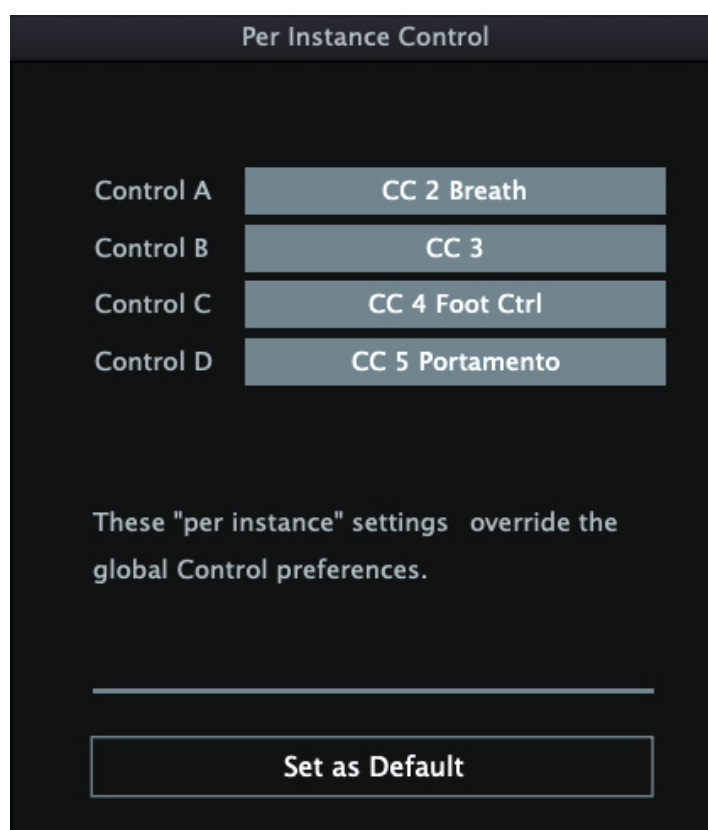 Per Instance Control
Control A CC 2 Breath
Control B CC 3
Control C CC 4 Foot Ctrl
Control D CC 5 Portamento
These "per instance" settings override the
global Control preferences.
Set as Default